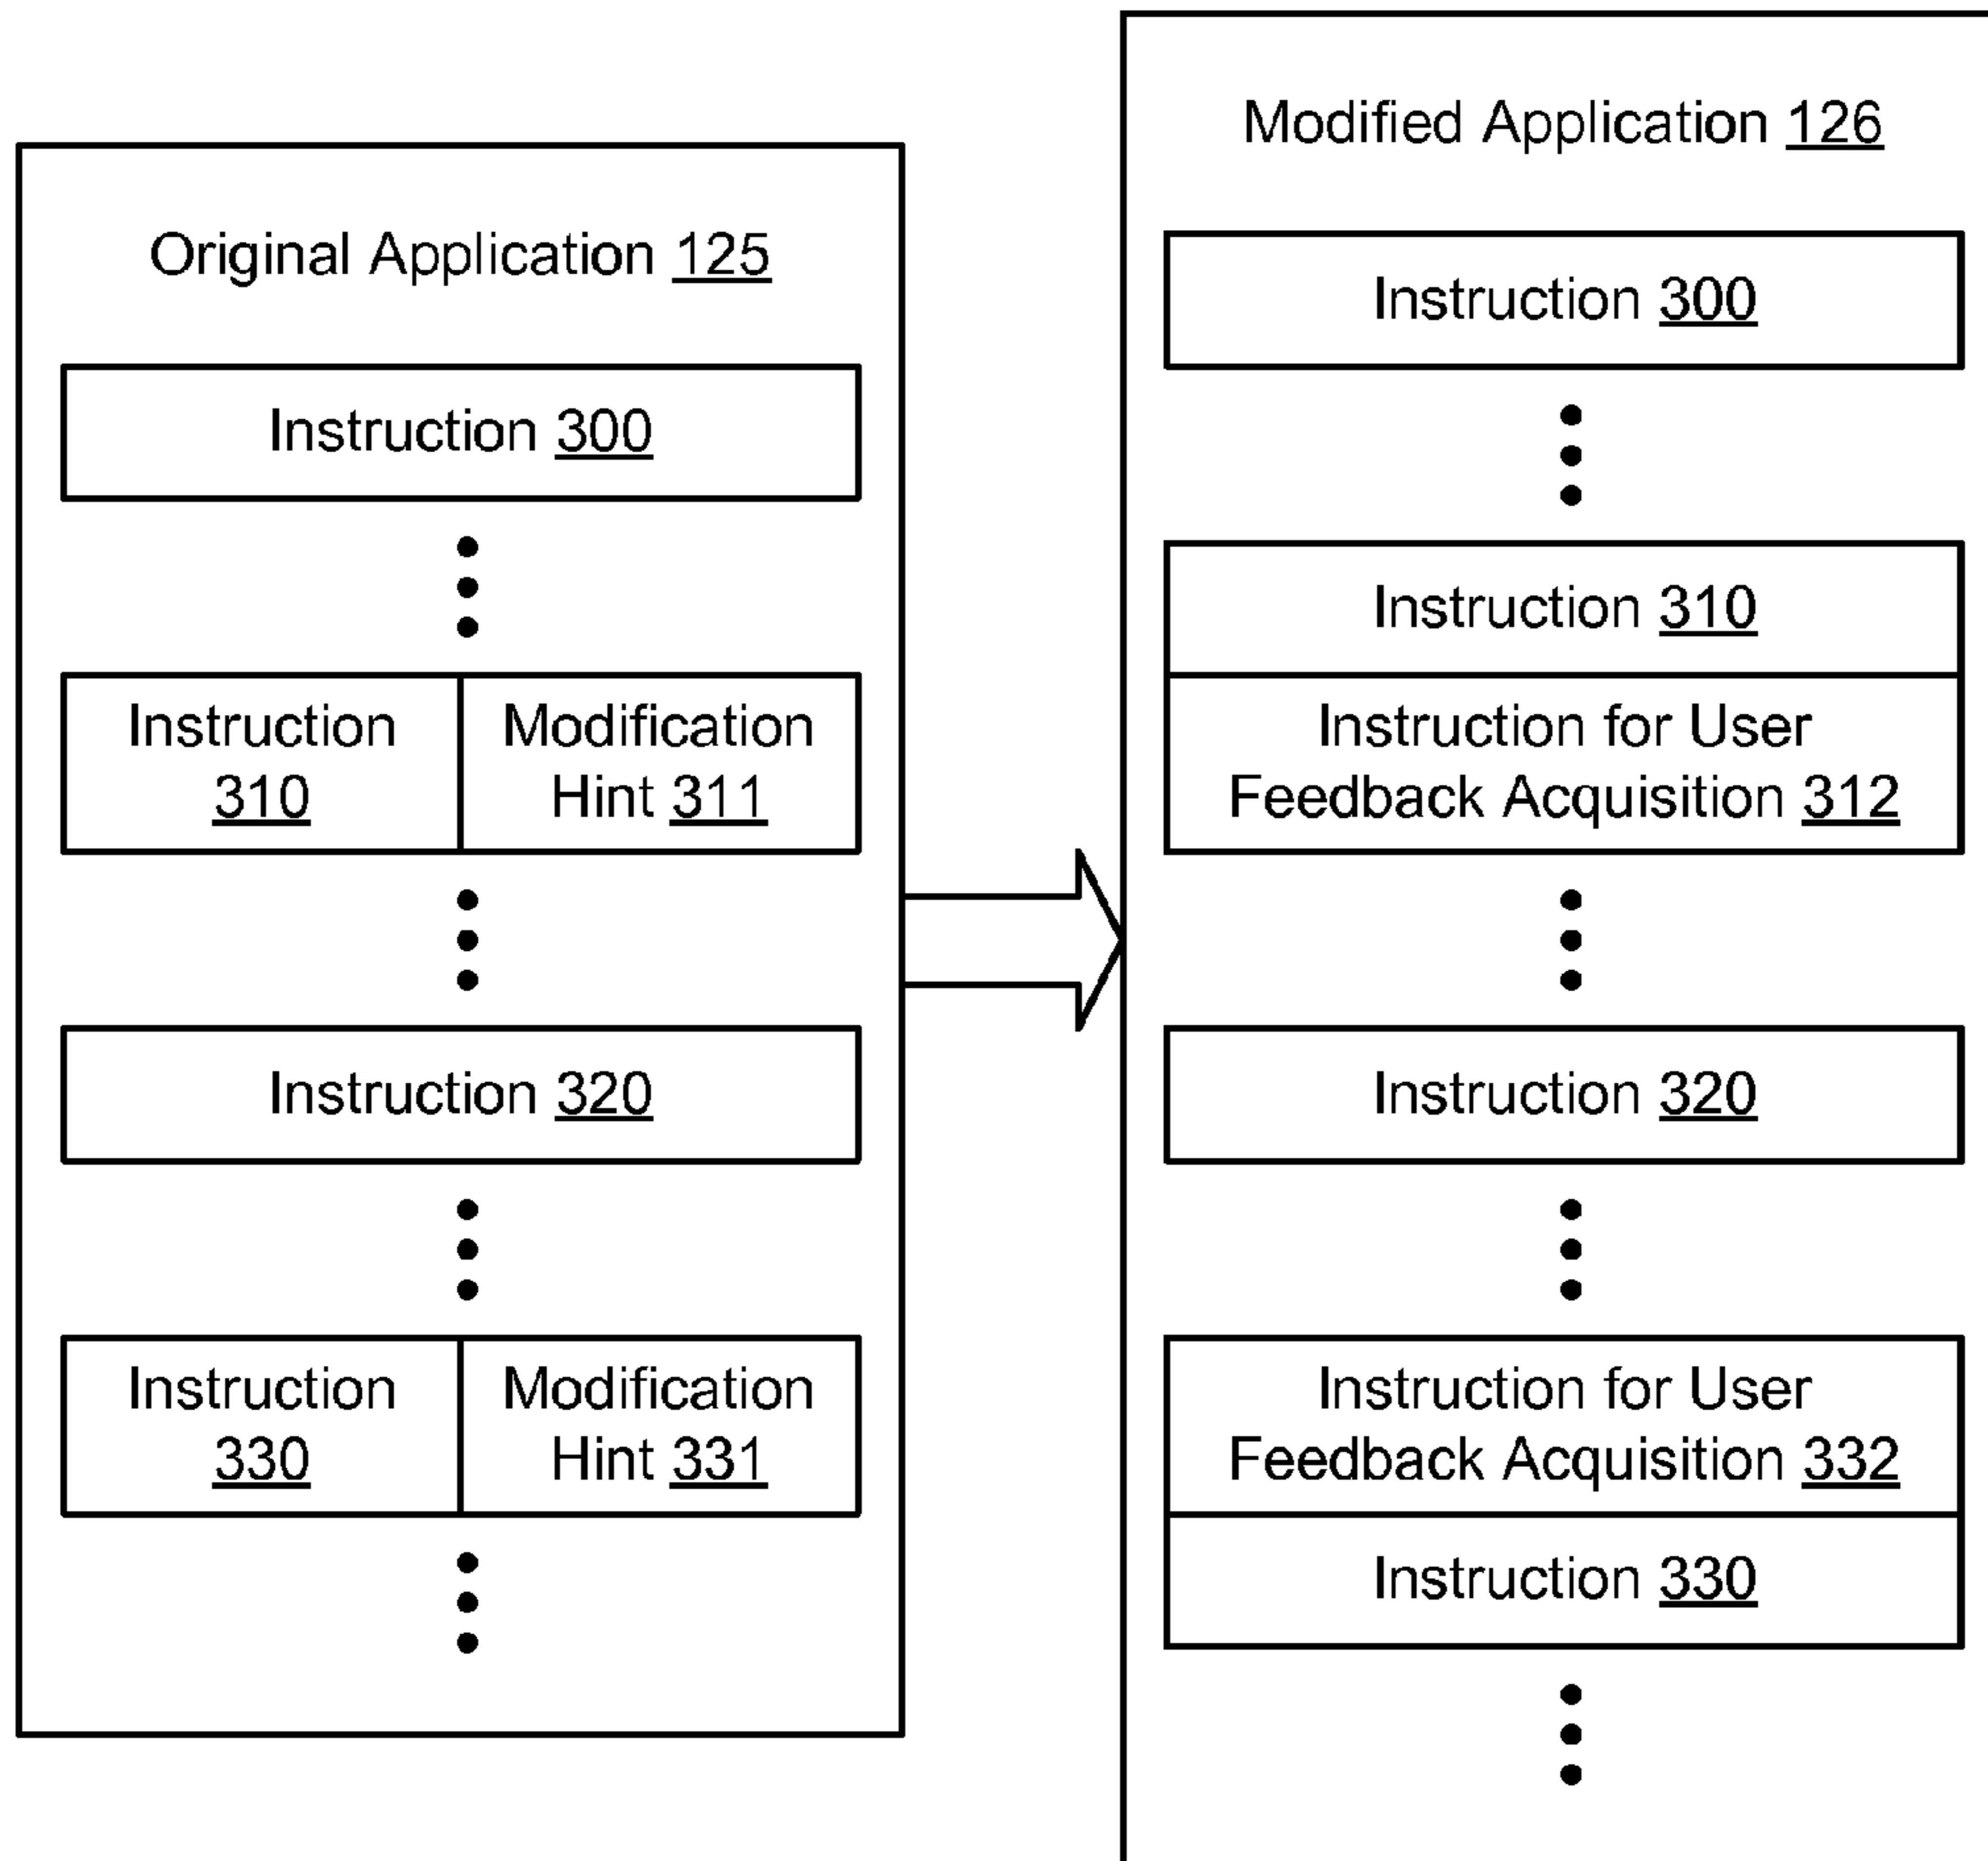 Original Application 125
Instruction 300
Instruction
310
Modification
Hint 311
Instruction 320
Instruction
330
Modification
Hint 331
Modified Application 126
Instruction 300
Instruction 310
Instruction for User
Feedback Acquisition 312
Instruction 320
Instruction for User
Feedback Acquisition 332
Instruction 330